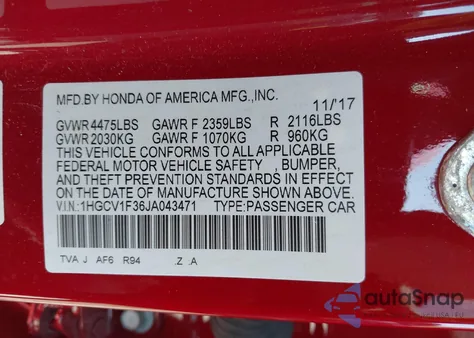 MFD.BY HONDA OF AMERICA MFG.,INC. 11/'17
GVWR 4475LBS GAWR F 2359LBS R 2116LBS
GVWR 2030KG GAWR F 1070KG R 960KG
THIS VEHICLE CONFORMS TO ALL APPLICABLE
FEDERAL MOTOR VEHICLE SAFETY , BUMPER,
AND THEFT PREVENTION STANDARDS IN EFFECT
ON THE DATE OF MANUFACTURE SHOWN ABOVE.
V.I.N.:1HGCV1F36JA043471 TYPE:PASSENGER CAR
TVA J AF6 R94 .Z .A
autoSnap